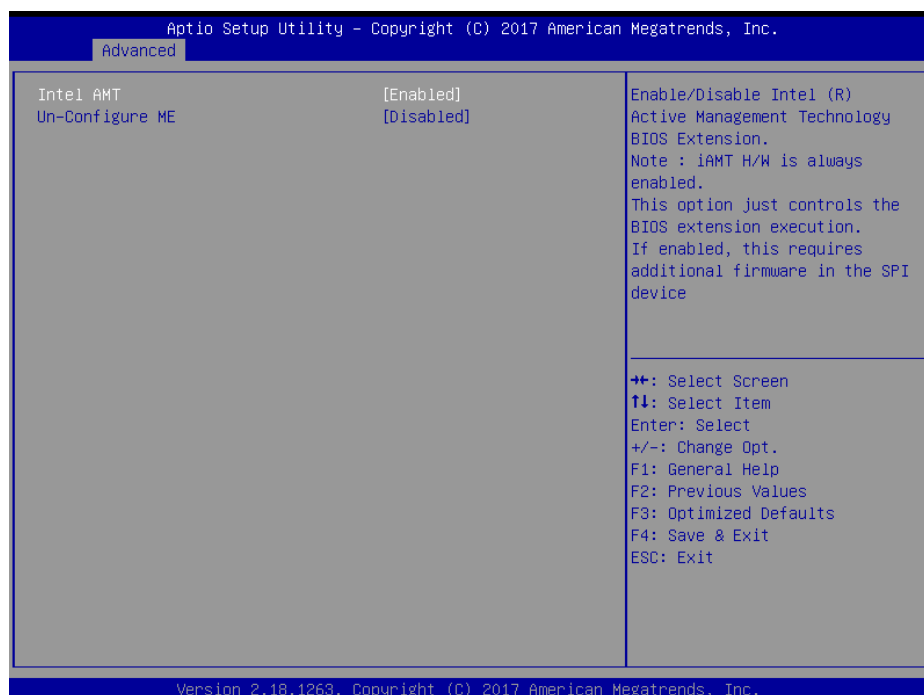 Aptio Setup Utility – Copyright (C) 2017 American Megatrends, Inc.
Advanced
Intel AMT [Enabled]
Un-Configure ME [Disabled]
Enable/Disable Intel (R)
Active Management Technology
BIOS Extension.
Note : iAMT H/W is always
enabled.
This option just controls the
BIOS extension execution.
If enabled, this requires
additional firmware in the SPI
device
→←: Select Screen
↑↓: Select Item
Enter: Select
+/-: Change Opt.
F1: General Help
F2: Previous Values
F3: Optimized Defaults
F4: Save & Exit
ESC: Exit
Version 2.18.1263. Copyright (C) 2017 American Megatrends, Inc.